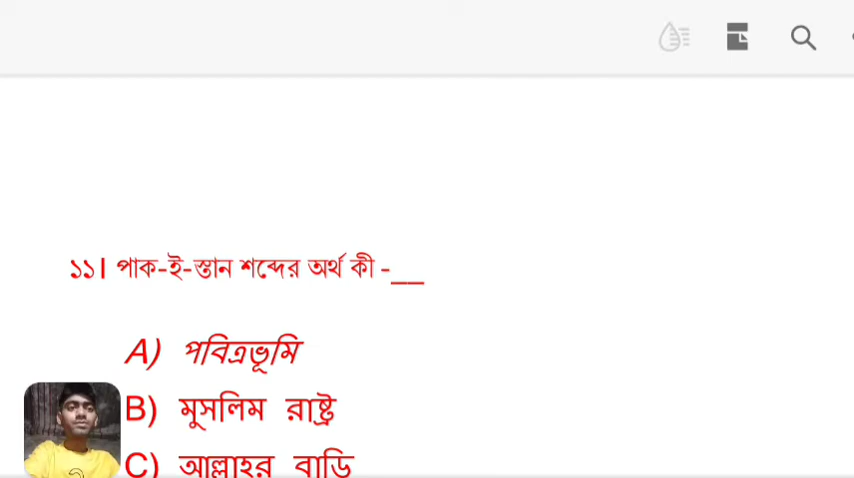 ১১। পাক-ই-স্তান শব্দের অর্থ কী -__
A) পবিত্রভূমি
B) মুসলিম রাষ্ট্র
C) আল্লাহর বাড়ি